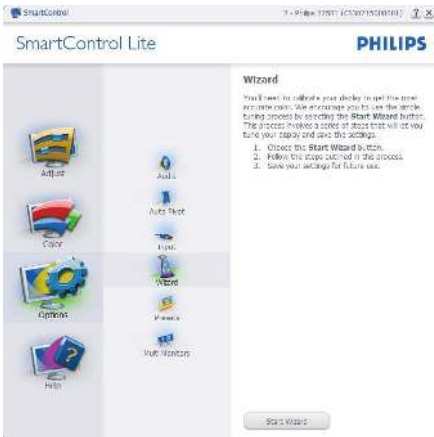 SmartControl
SmartControl Lite
PHILIPS
Adjust
Color
Options
Help
Audio
Auto Pivot
Input
Wizard
Presets
Multi Monitors
Wizard
You'll need to calibrate your display to get the most
accurate color. We encourage you to use the simple
tuning process by selecting the Start Wizard button.
This process involves a series of steps that will let you
tune your display and save the settings.
1. Choose the Start Wizard button.
2. Follow the steps outlined in this process.
3. Save your settings for future use.
Start Wizard